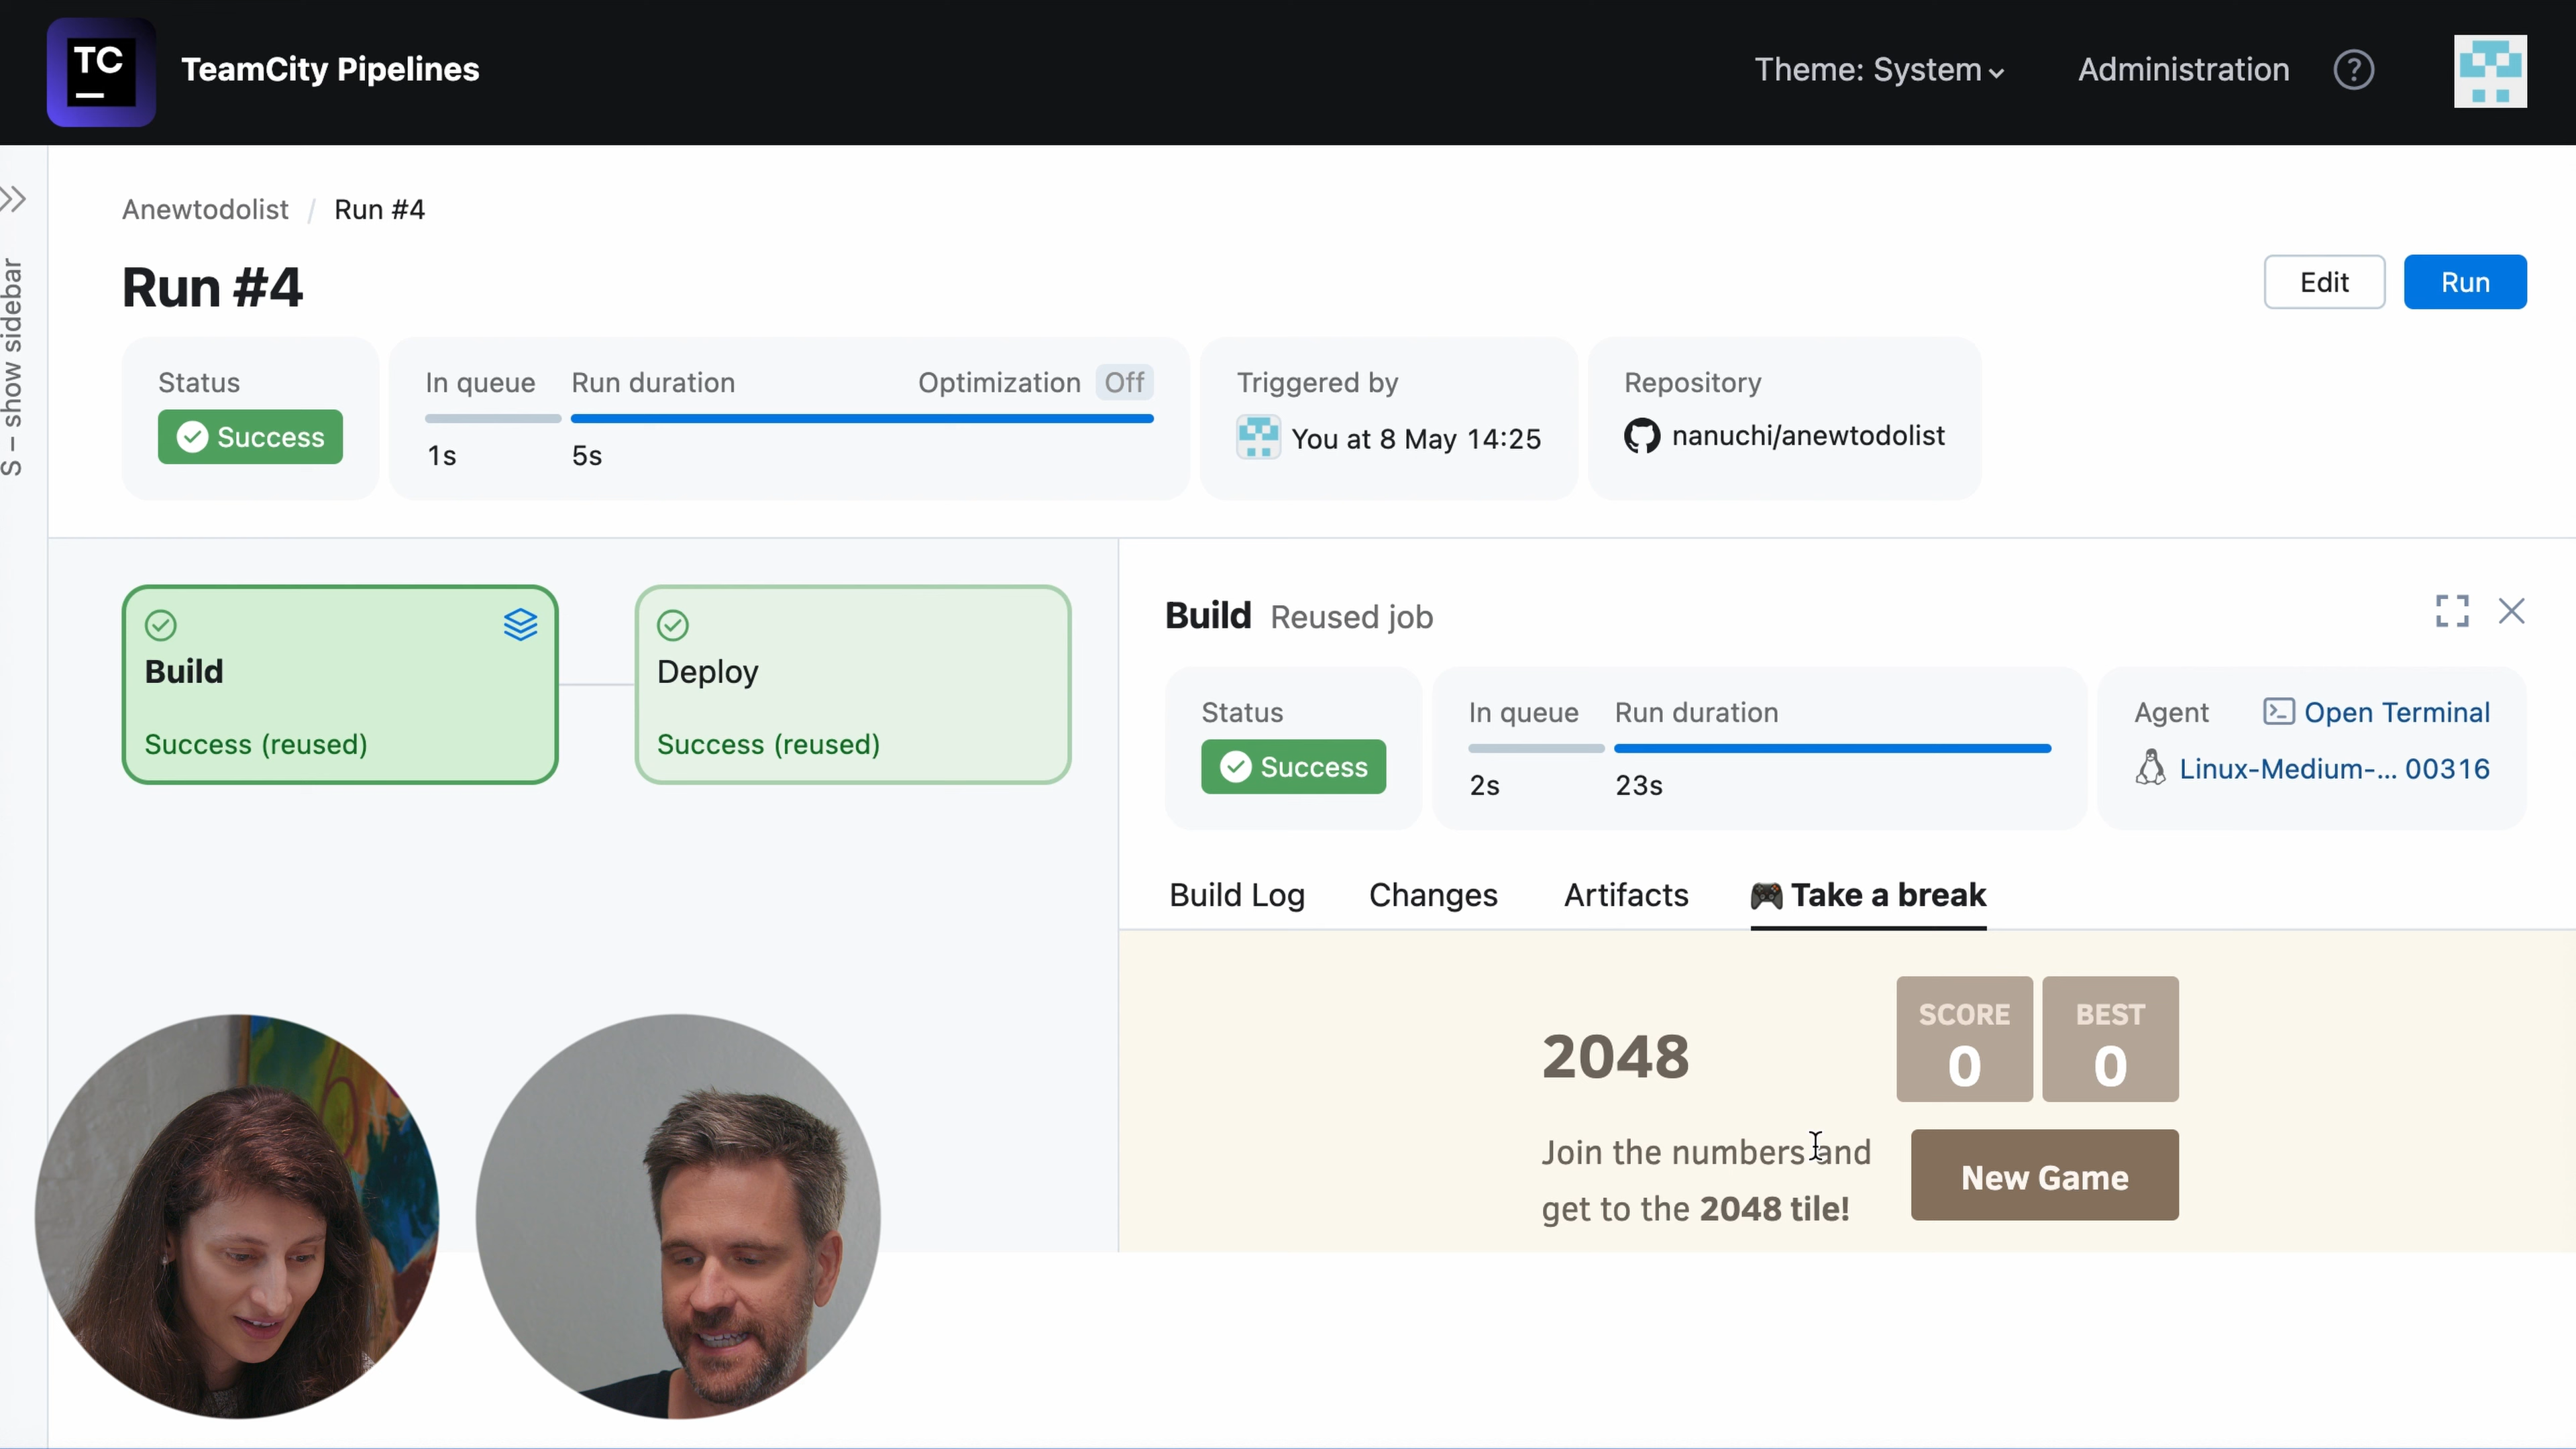 TC
TeamCity Pipelines
Theme: System
Administration
?
S – show sidebar
Anewtodolist / Run #4
Run #4
Edit
Run
Status
Success
In queue
Run duration
Optimization Off
1s
5s
Triggered by
You at 8 May 14:25
Repository
nanuchi/anewtodolist
Build
Success (reused)
Deploy
Success (reused)
Build Reused job
Status
Success
In queue
Run duration
2s
23s
Agent
Open Terminal
Linux-Medium-... 00316
Build Log
Changes
Artifacts
Take a break
2048
SCORE
0
BEST
0
Join the numbers and
get to the 2048 tile!
New Game